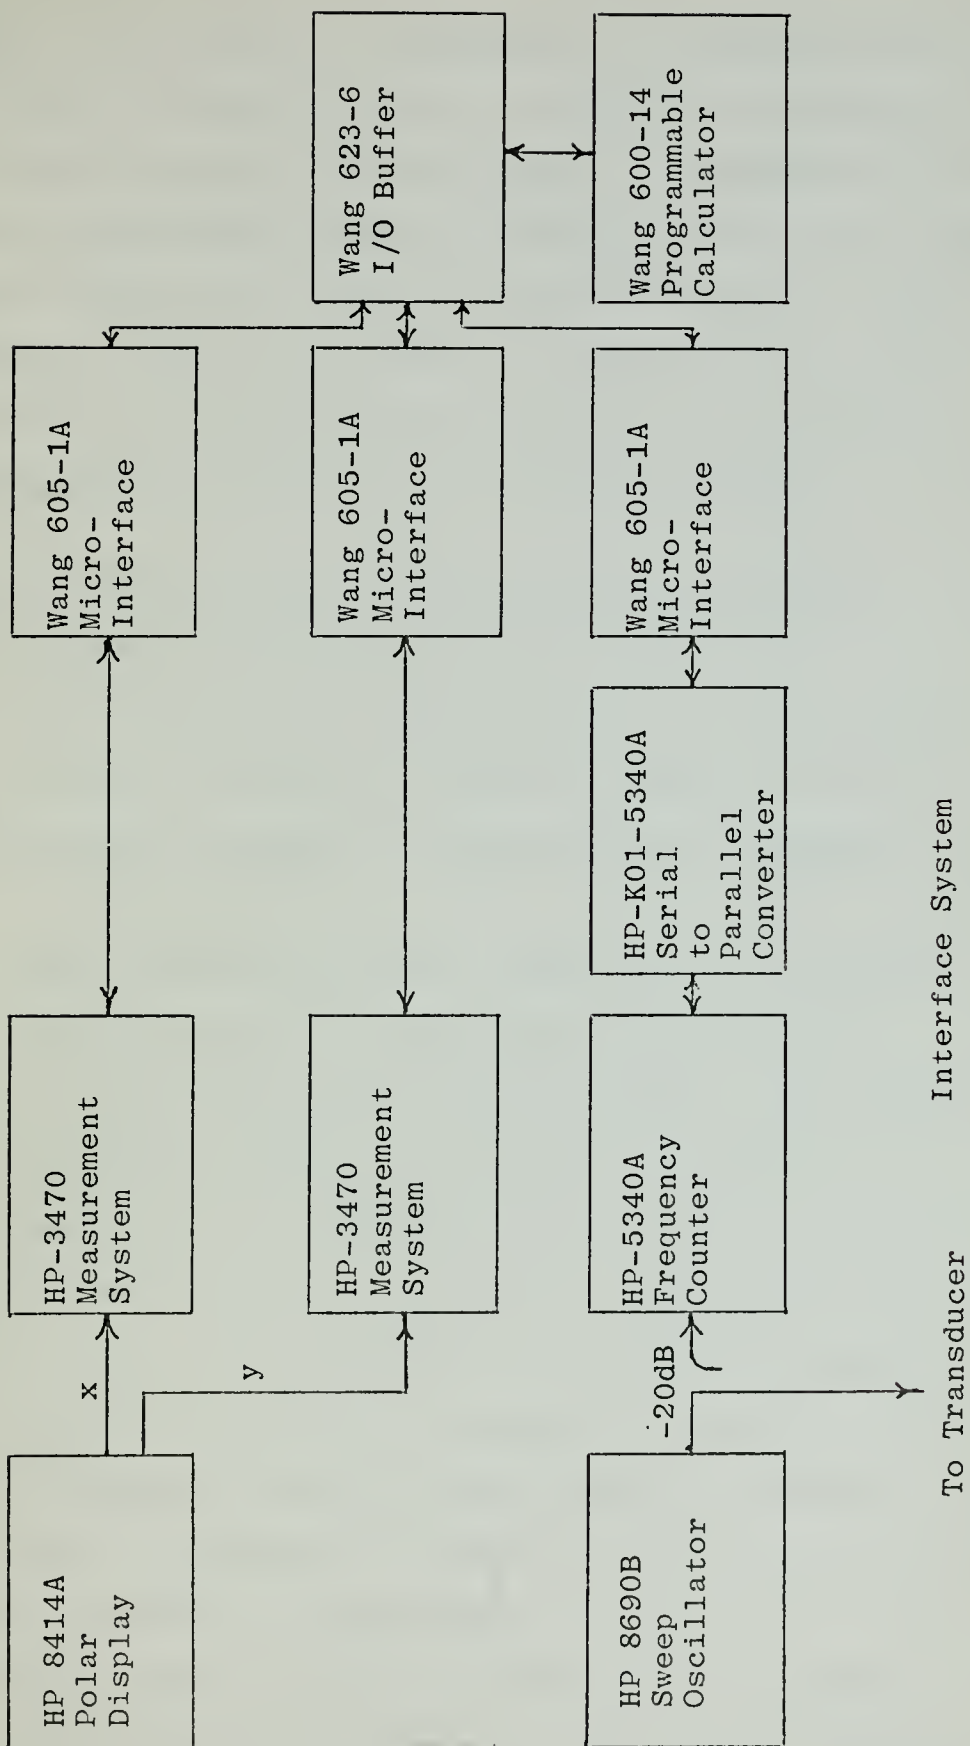 HP 8414A
Polar
Display
x
y
HP-3470
Measurement
System
Wang 605-1A
Micro-
Interface
HP-3470
Measurement
System
Wang 605-1A
Micro-
Interface
Wang 623-6
I/O Buffer
HP 8690B
Sweep
Oscillator
-20dB
HP-5340A
Frequency
Counter
HP-K01-5340A
Serial
to
Parallel
Converter
Wang 605-1A
Micro-
Interface
Wang 600-14
Programmable
Calculator
To Transducer
Interface System